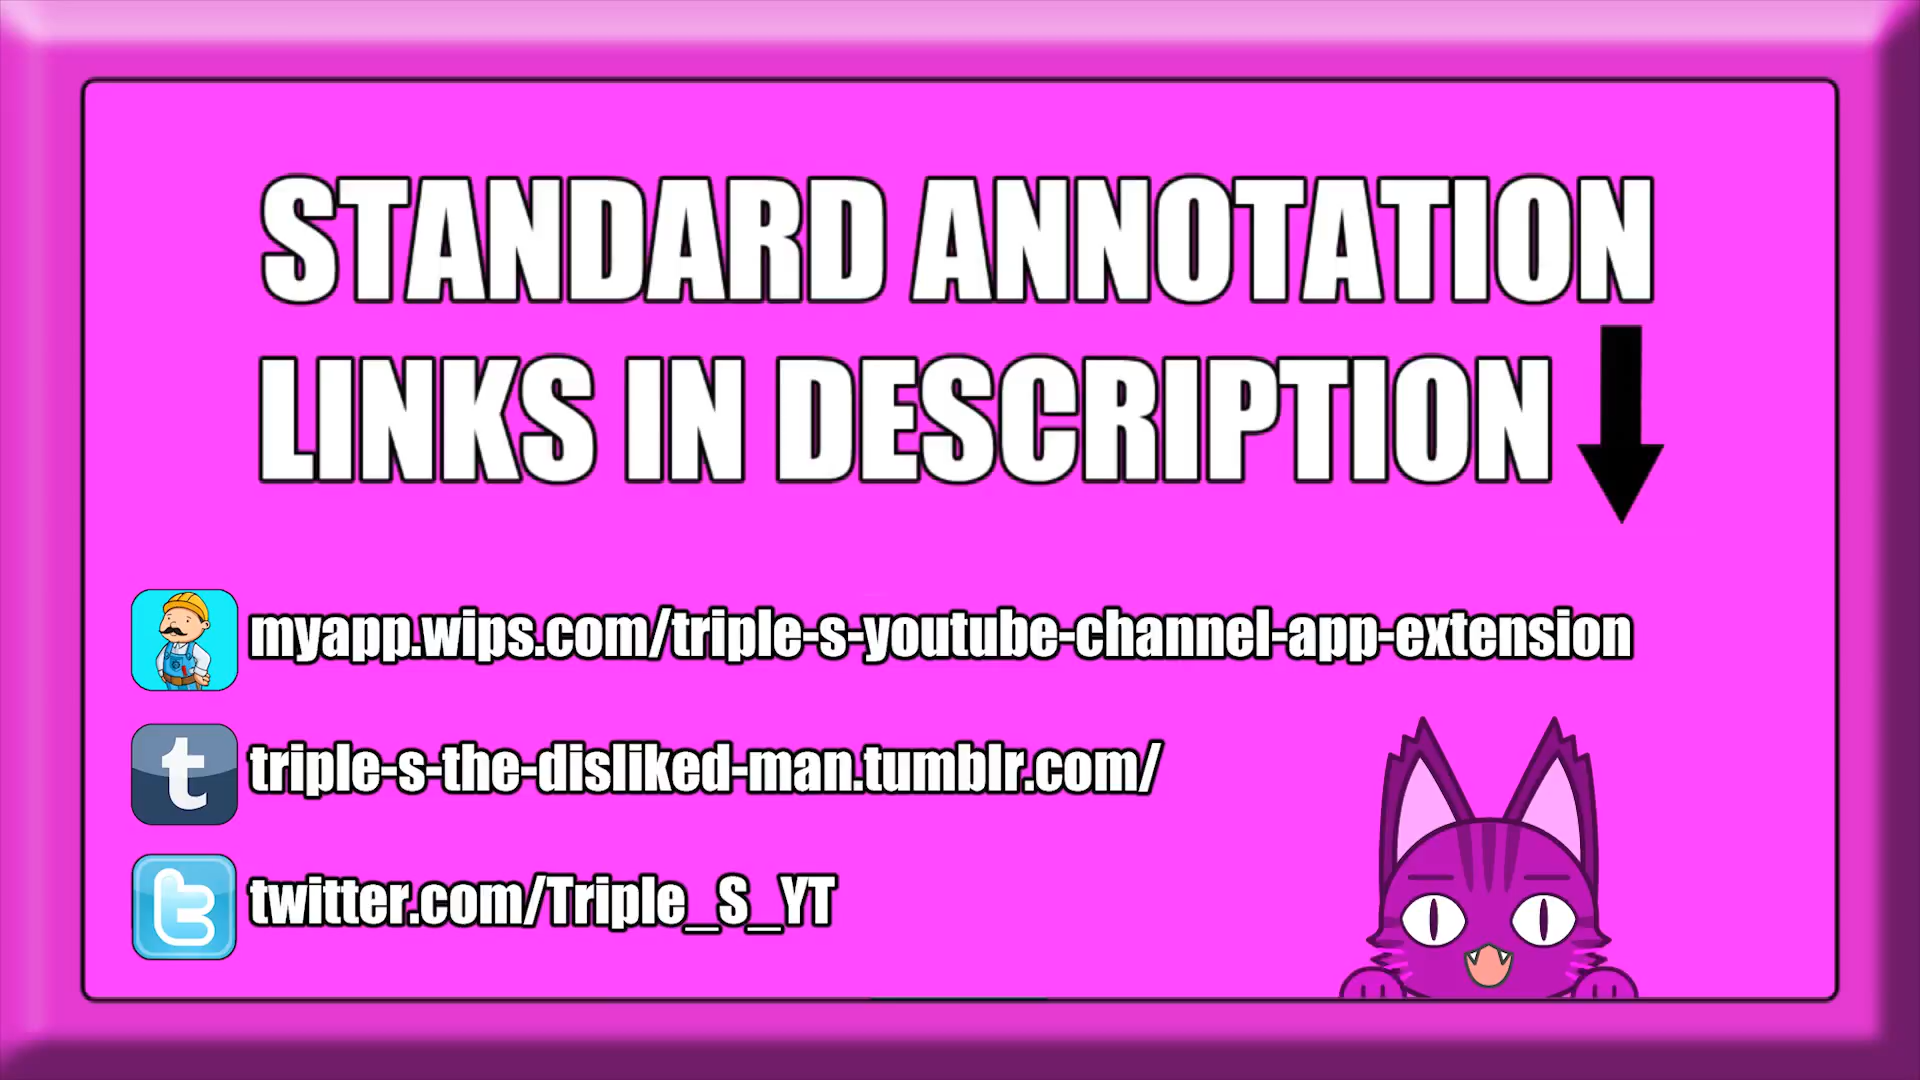 STANDARD ANNOTATION
LINKS IN DESCRIPTION
myapp.wips.com/triple-s-youtube-channel-app-extension
t triple-s-the-disliked-man.tumblr.com/
t twitter.com/Triple_S_YT